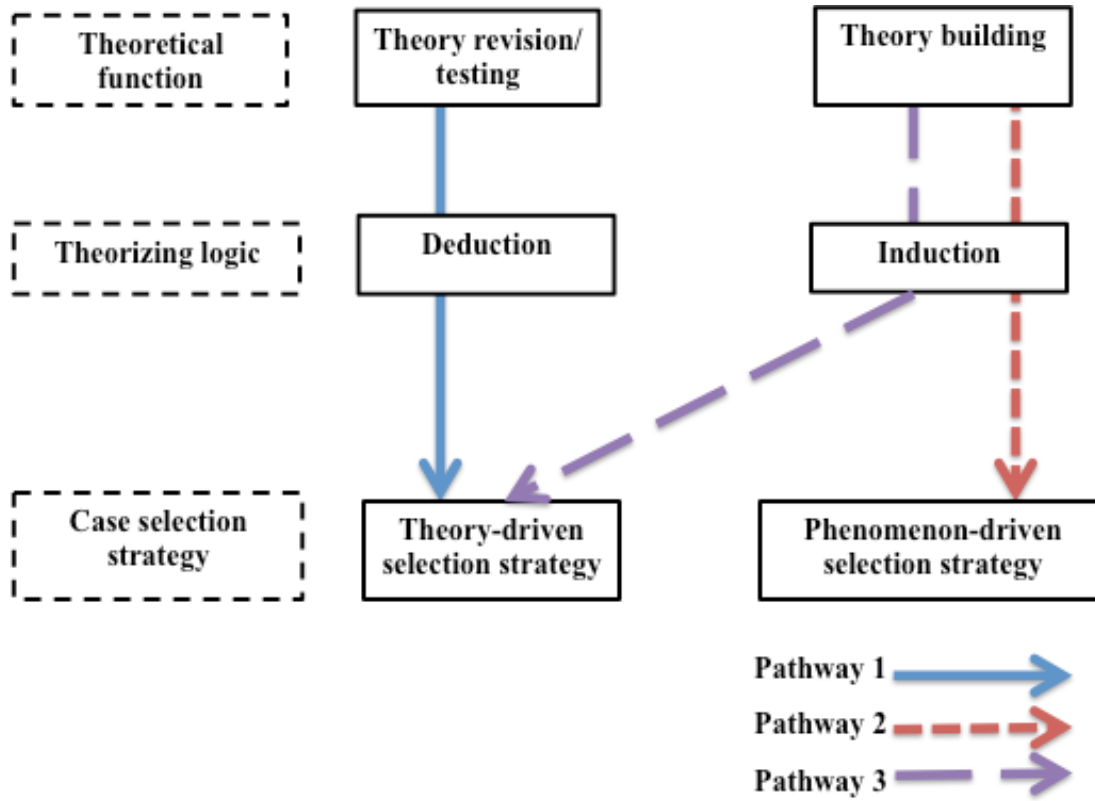 Theoretical
function
Theory revision/
testing
Theory building
Theorizing logic
Deduction
Induction
Case selection
strategy
Theory-driven
selection strategy
Phenomenon-driven
selection strategy
Pathway 1
Pathway 2
Pathway 3